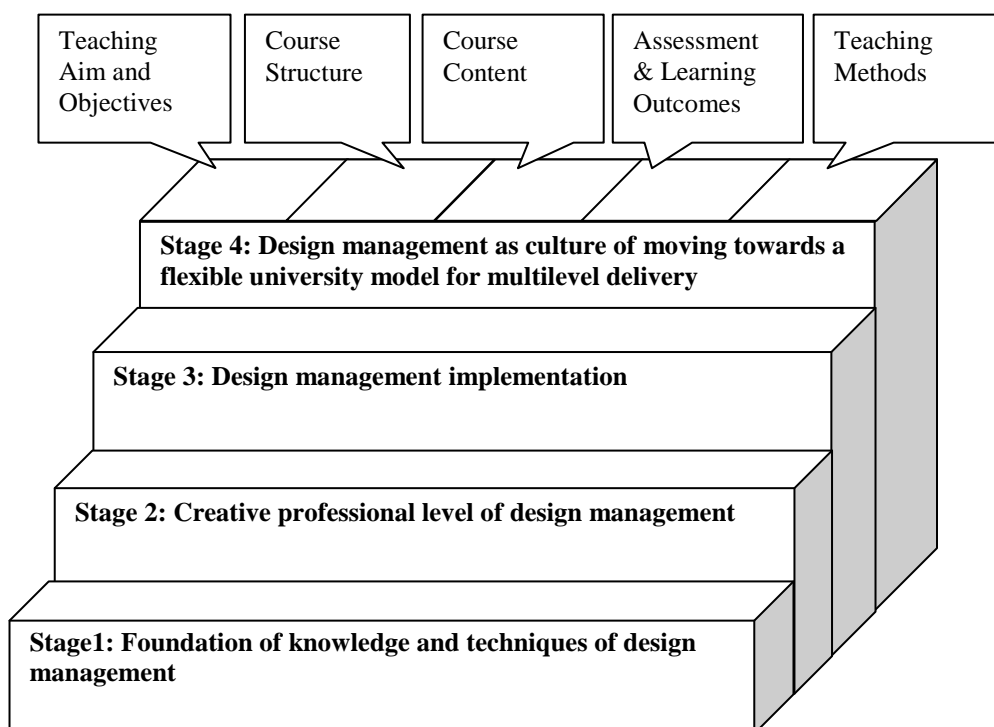 Teaching
Aim and
Objectives
Course
Structure
Course
Content
Assessment
& Learning
Outcomes
Teaching
Methods
Stage 4: Design management as culture of moving towards a
flexible university model for multilevel delivery
Stage 3: Design management implementation
Stage 2: Creative professional level of design management
Stage1: Foundation of knowledge and techniques of design
management